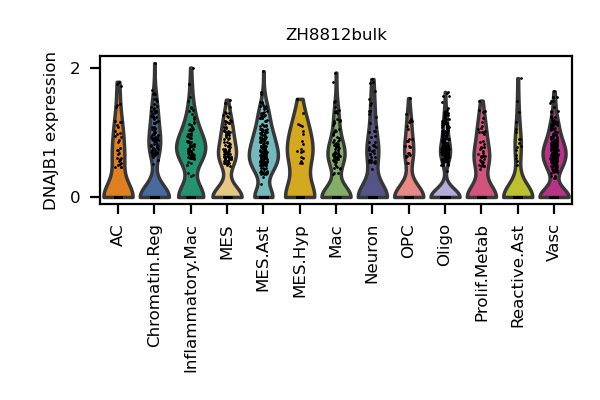 ZH8812bulk
DNAJB1 expression
2
0
AC
Chromatin.Reg
Inflammatory.Mac
MES
MES.Ast
MES.Hyp
Mac
Neuron
OPC
Oligo
Prolif.Metab
Reactive.Ast
Vasc